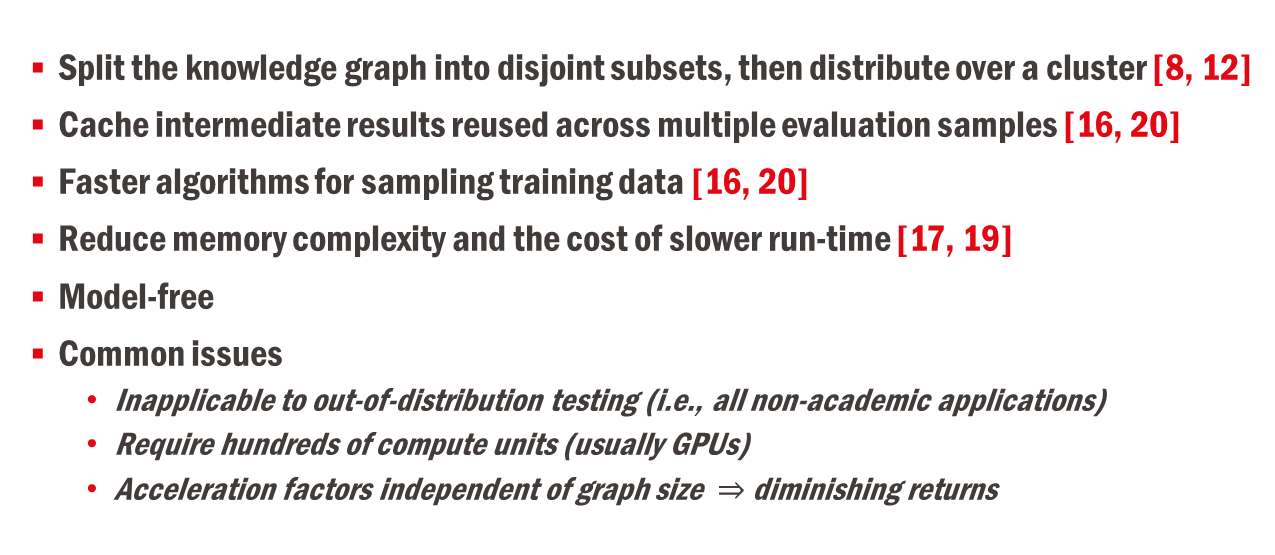 ▪ Split the knowledge graph into disjoint subsets, then distribute over a cluster [8, 12]
▪ Cache intermediate results reused across multiple evaluation samples [16, 20]
▪ Faster algorithms for sampling training data [16, 20]
▪ Reduce memory complexity and the cost of slower run-time [17, 19]
▪ Model-free
▪ Common issues
• Inapplicable to out-of-distribution testing (i.e., all non-academic applications)
• Require hundreds of compute units (usually GPUs)
• Acceleration factors independent of graph size ⇒ diminishing returns